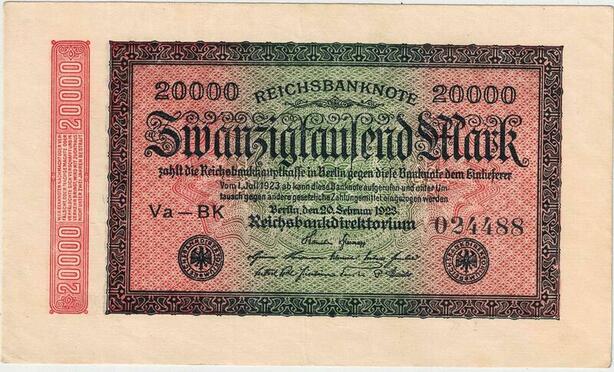 20000
20000 REICHSBANKNOTE 20000
Zwanzigtausend Mark
zahlt die Reichsbankhauptkasse in Berlin gegen diese Banknote dem Einlieferer
Vom 1. Juli 1923 ab kann diese Banknote aufgerufen und unter Um-
tausch gegen andere gesetzliche Zahlungsmittel eingezogen werden
Berlin, den 20. Februar 1923
Va–BK Reichsbankdirektorium 024488
20000